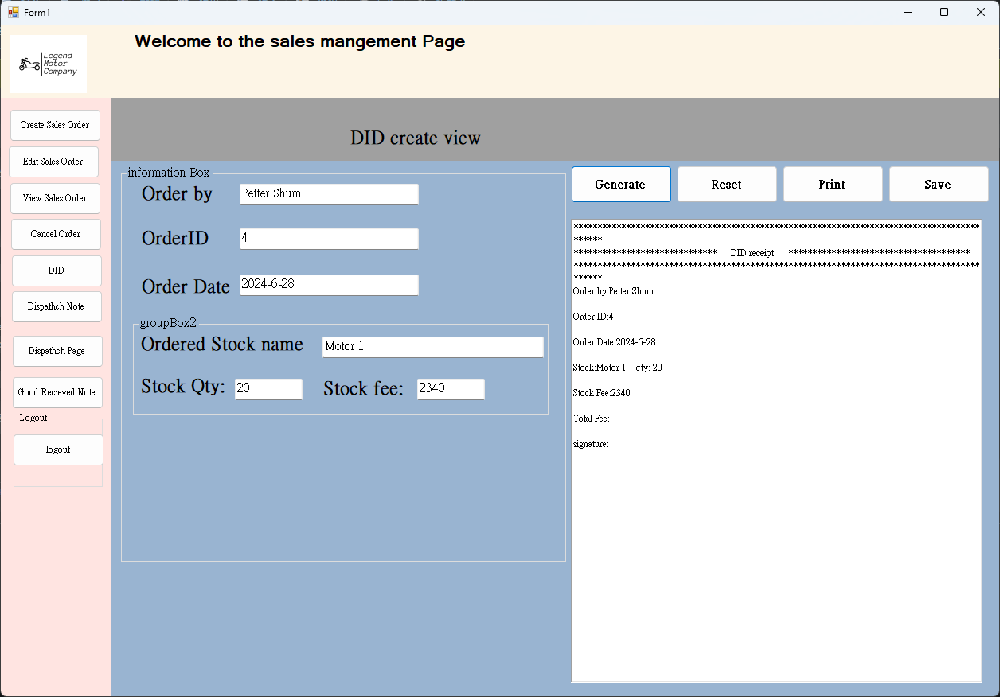 Form1
Legend
Motor
Company
Welcome to the sales mangement Page
Create Sales Order
Edit Sales Order
View Sales Order
Cancel Order
DID
Dispathch Note
Dispathch Page
Good Recieved Note
Logout
logout
DID create view
information Box
Order by Petter Shum
OrderID 4
Order Date 2024-6-28
groupBox2
Ordered Stock name Motor 1
Stock Qty: 20 Stock fee: 2340
Generate Reset Print Save
*************************************************************************************
******
****************************** DID receipt **************************************
*************************************************************************************
******
Order by:Petter Shum
Order ID:4
Order Date:2024-6-28
Stock:Motor 1 qty: 20
Stock Fee:2340
Total Fee:
signature: